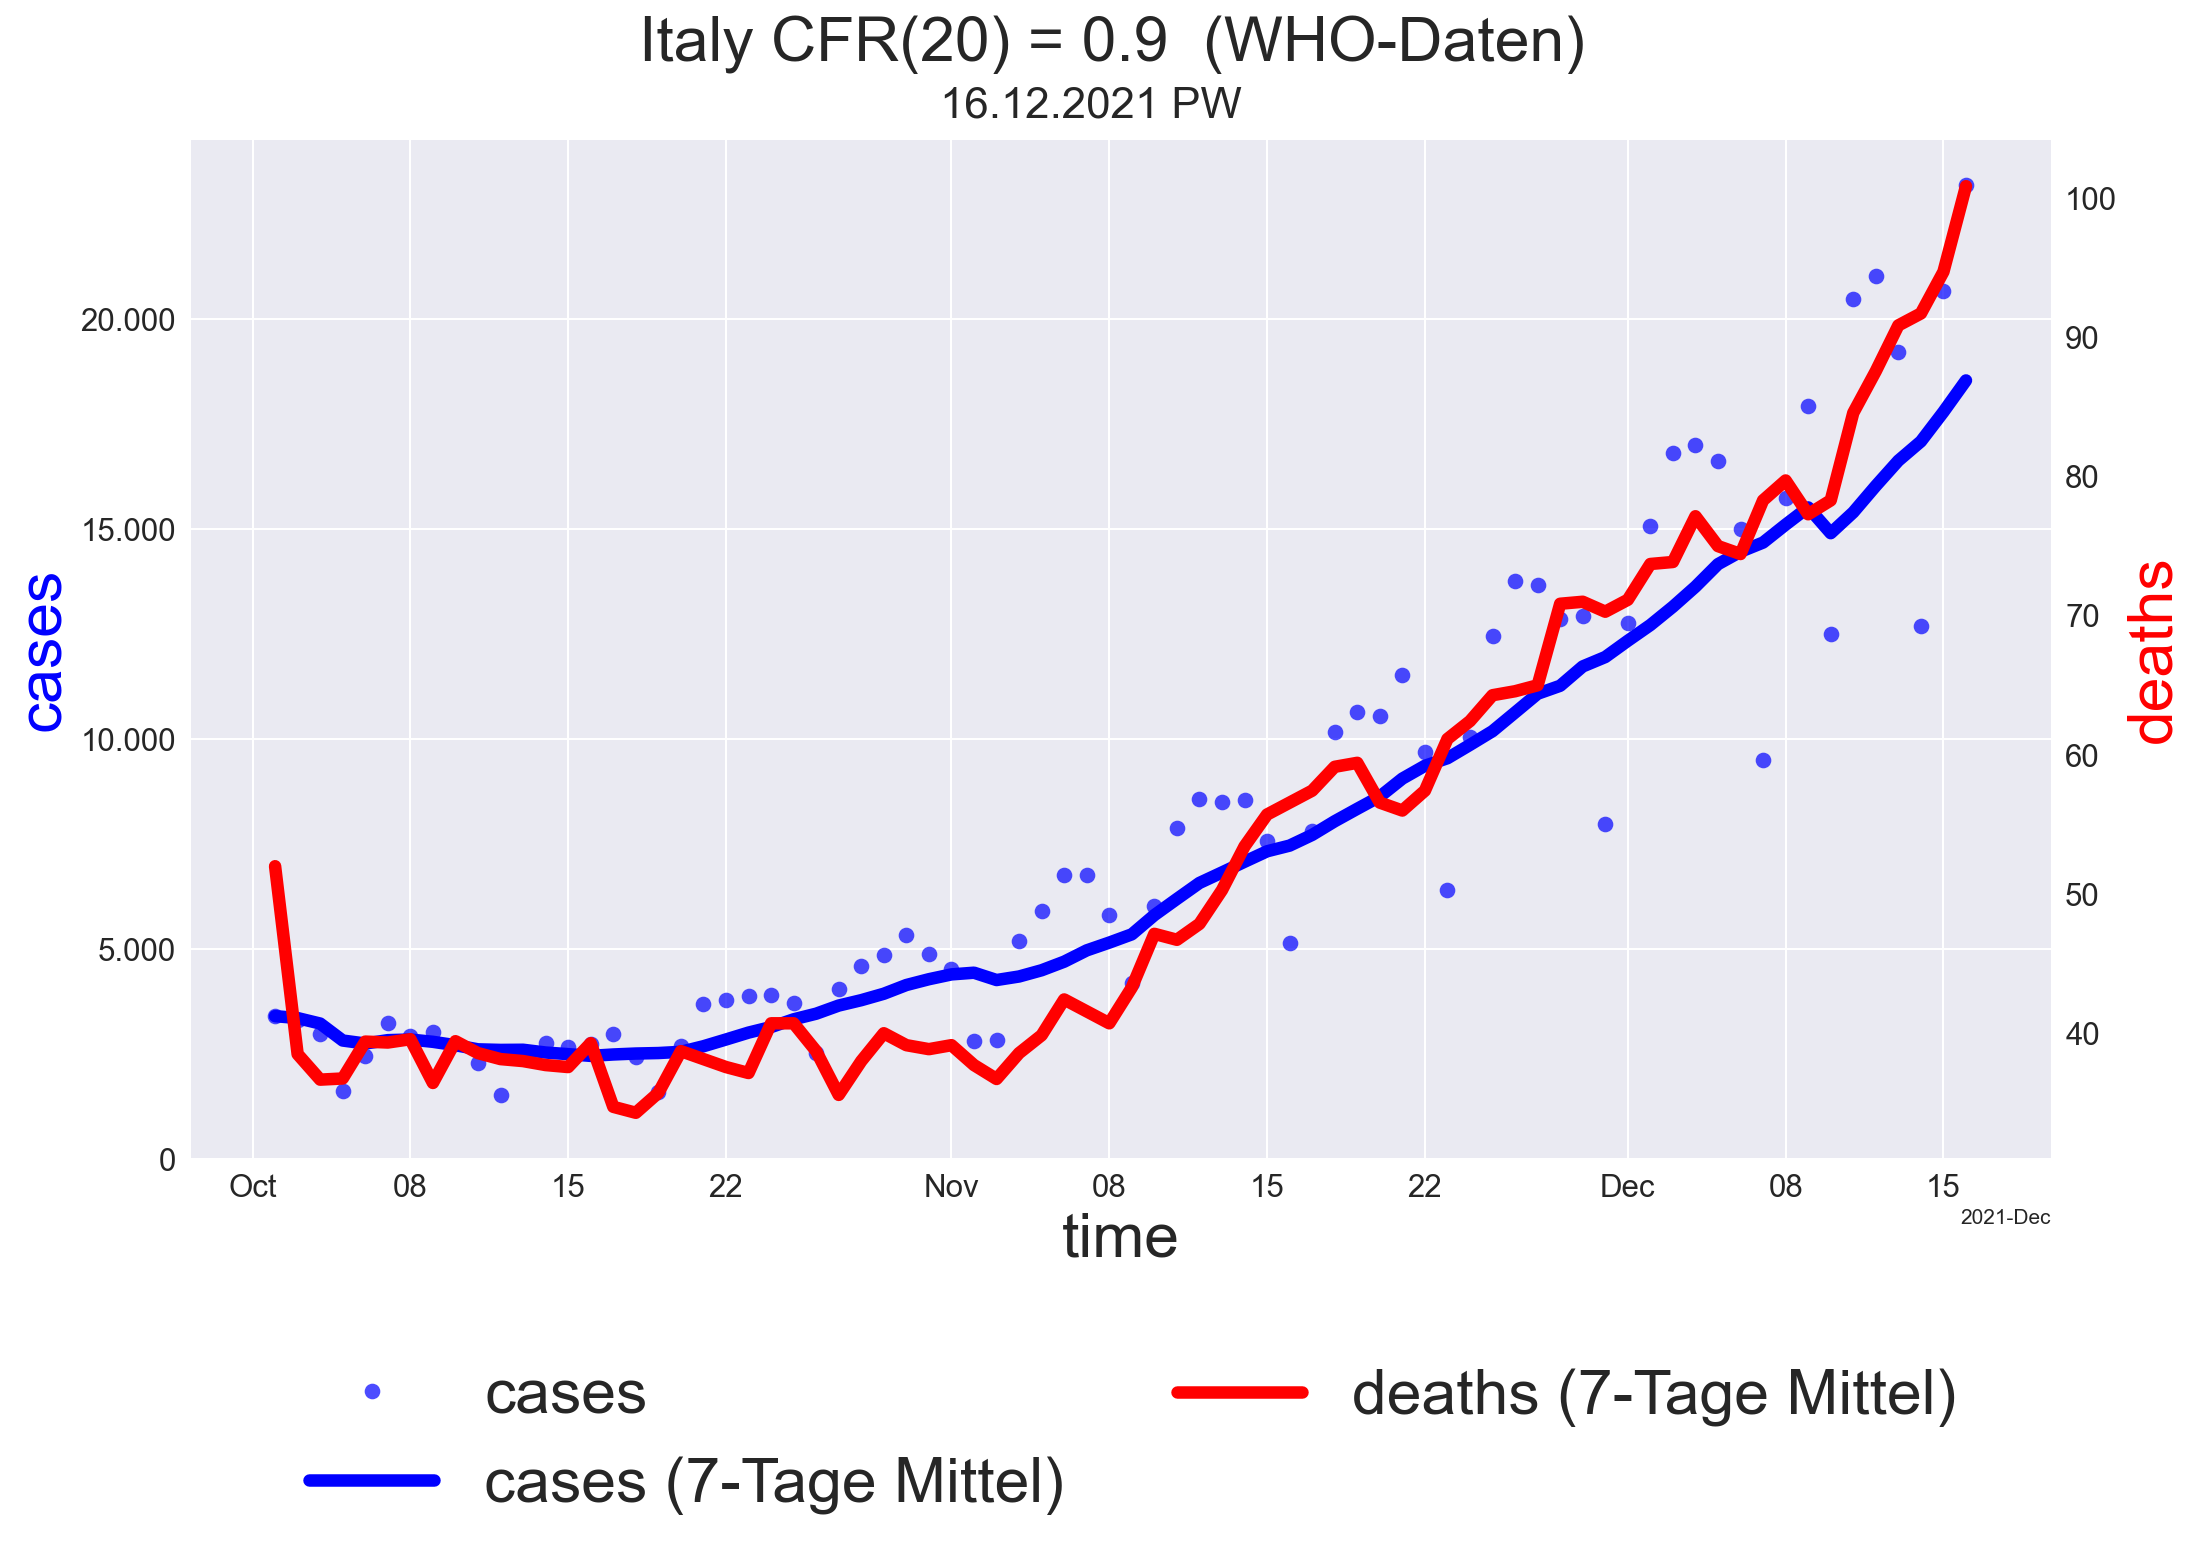 Italy CFR(20) = 0.9  (WHO-Daten)
16.12.2021 PW
cases
20.000
15.000
10.000
5.000
0
100
90
80
70
60
50
40
deaths
Oct 08 15 22 Nov 08 15 22 Dec 08 15
2021-Dec
time
cases
cases (7-Tage Mittel)
deaths (7-Tage Mittel)